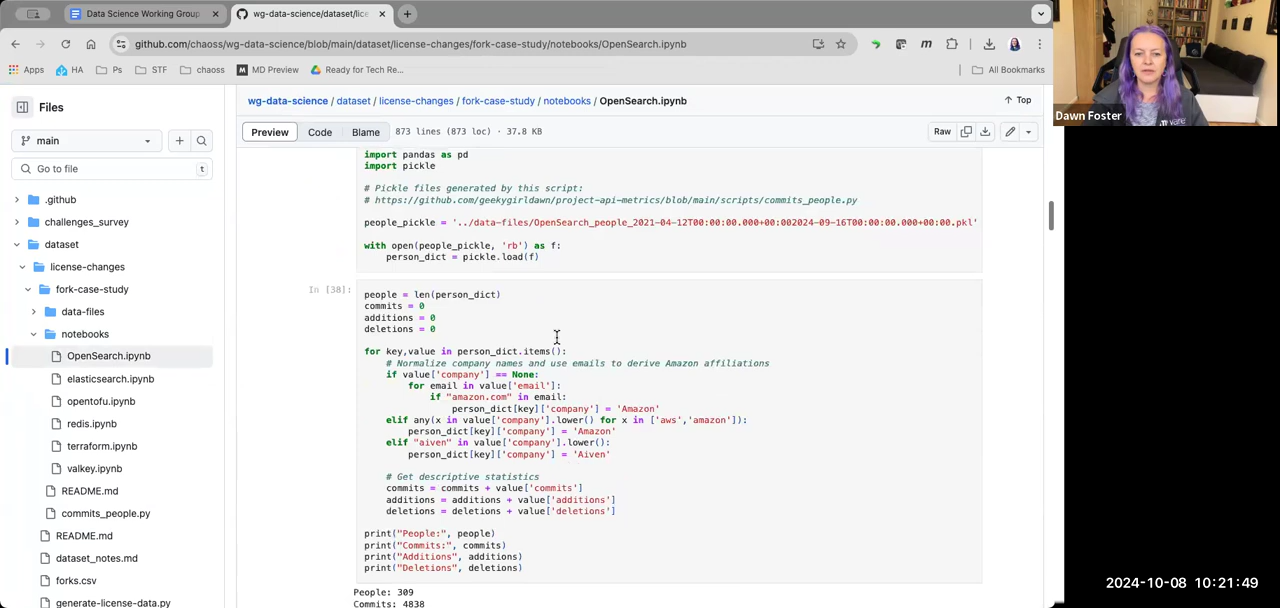 Data Science Working Group
wg-data-science/dataset/lice
github.com/chaoss/wg-data-science/blob/main/dataset/license-changes/fork-case-study/notebooks/OpenSearch.ipynb
Apps
HA
Ps
STF
chaoss
MD Preview
Ready for Tech Re...
All Bookmarks
Dawn Foster
Files
wg-data-science / dataset / license-changes / fork-case-study / notebooks / OpenSearch.ipynb
Top
main
Preview
Code
Blame
873 lines (873 loc) · 37.8 KB
Raw
Go to file
t
.github
challenges_survey
dataset
license-changes
fork-case-study
data-files
notebooks
OpenSearch.ipynb
elasticsearch.ipynb
opentofu.ipynb
redis.ipynb
terraform.ipynb
valkey.ipynb
README.md
commits_people.py
README.md
dataset_notes.md
forks.csv
generate-license-data.py
import pandas as pd
import pickle
# Pickle files generated by this script:
# https://github.com/geekygirldawn/project-api-metrics/blob/main/scripts/commits_people.py
people_pickle = '../data-files/OpenSearch_people_2021-04-12T00:00:00.000+00:002024-09-16T00:00:00.000+00:00.pkl'
with open(people_pickle, 'rb') as f:
    person_dict = pickle.load(f)
In [38]:
people = len(person_dict)
commits = 0
additions = 0
deletions = 0
for key,value in person_dict.items():
    # Normalize company names and use emails to derive Amazon affiliations
    if value['company'] == None:
        for email in value['email']:
            if "amazon.com" in email:
                person_dict[key]['company'] = 'Amazon'
    elif any(x in value['company'].lower() for x in ['aws','amazon']):
        person_dict[key]['company'] = 'Amazon'
    elif "aiven" in value['company'].lower():
        person_dict[key]['company'] = 'Aiven'
    # Get descriptive statistics
    commits = commits + value['commits']
    additions = additions + value['additions']
    deletions = deletions + value['deletions']
print("People:", people)
print("Commits:", commits)
print("Additions", additions)
print("Deletions", deletions)
People: 309
Commits: 4838
2024-10-08 10:21:49